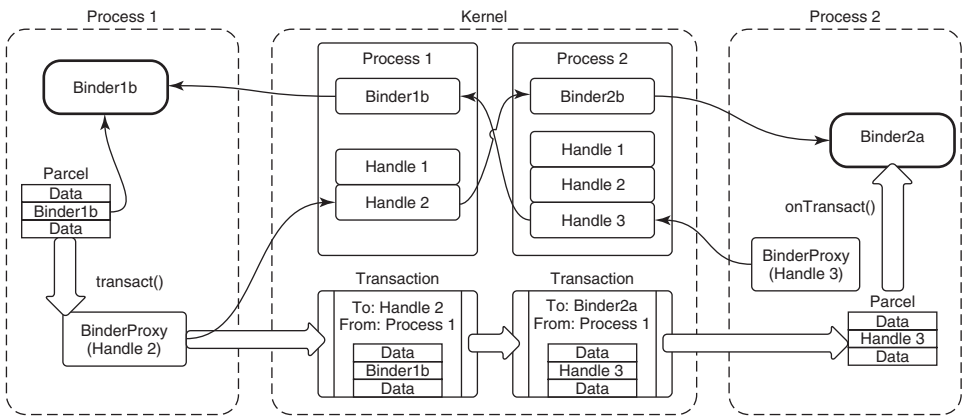 Process 1
Kernel
Process 2
Process 1
Process 2
Binder1b
Binder1b
Binder2b
Binder2a
Parcel
Data
Binder1b
Data
Handle 1
Handle 2
Handle 1
Handle 2
Handle 3
onTransact()
transact()
BinderProxy
(Handle 3)
Transaction
Transaction
BinderProxy
(Handle 2)
To: Handle 2
From: Process 1
Data
Binder1b
Data
To: Binder2a
From: Process 1
Data
Handle 3
Data
Parcel
Data
Handle 3
Data